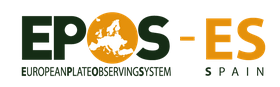 EPOS - ES
EUROPEANPLATEOBSERVINGSYSTEM SPAIN